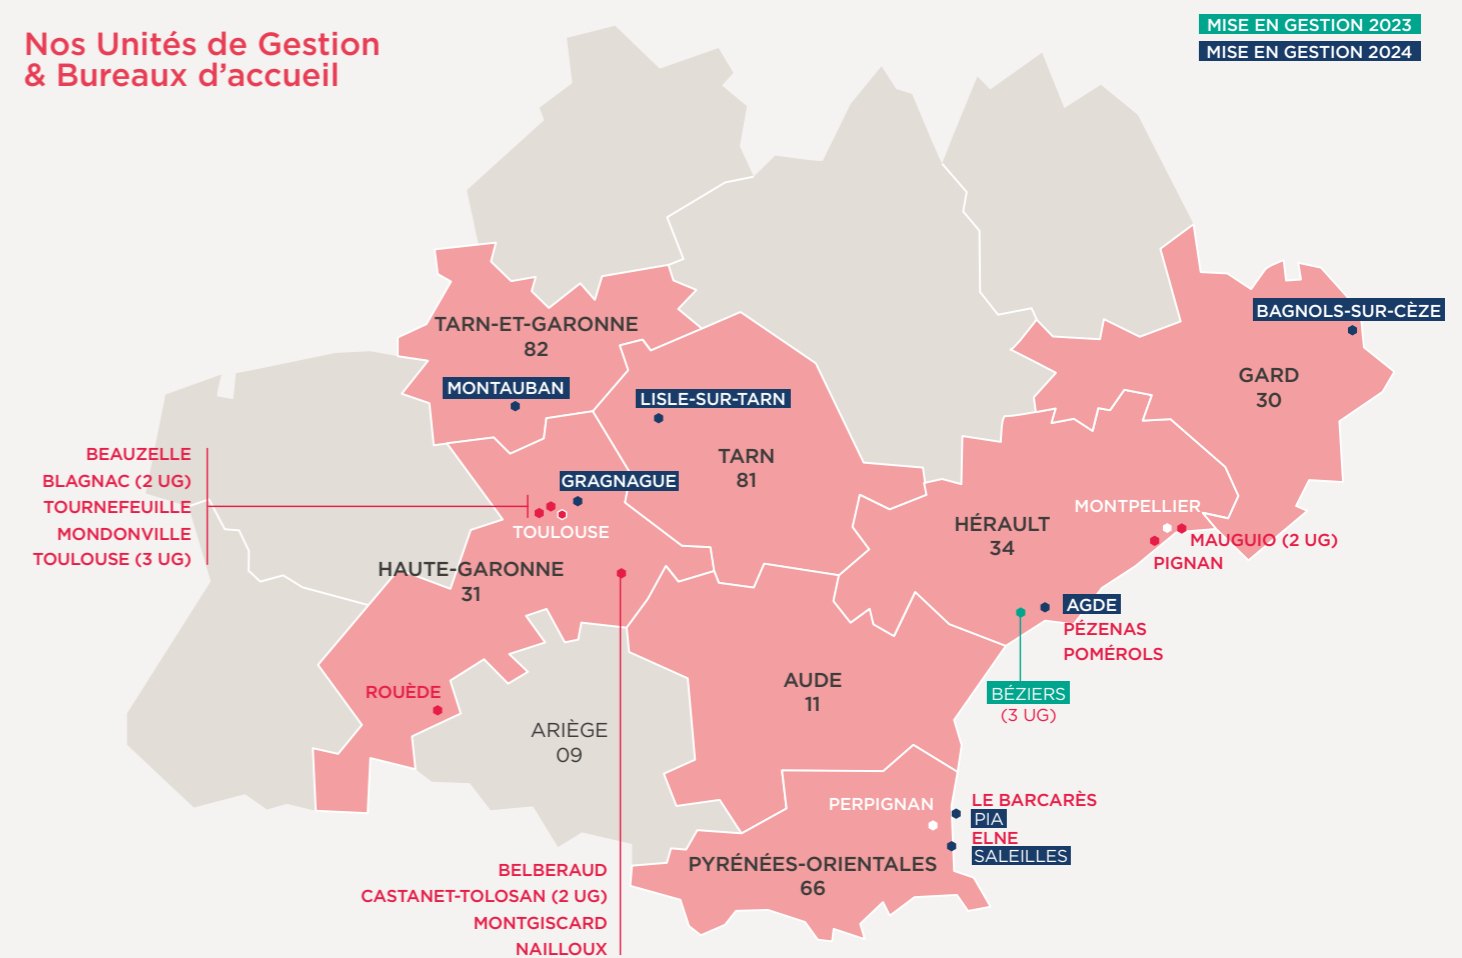 Nos Unités de Gestion
& Bureaux d’accueil
MISE EN GESTION 2023
MISE EN GESTION 2024
BAGNOLS-SUR-CÈZE
TARN-ET-GARONNE
82
MONTAUBAN
LISLE-SUR-TARN
GARD
30
BEAUZELLE
BLAGNAC (2 UG)
TOURNEFEUILLE
MONDONVILLE
TOULOUSE (3 UG)
TARN
81
GRAGNAGUE
TOULOUSE
MONTPELLIER
HÉRAULT
34
MAUGUIO (2 UG)
PIGNAN
HAUTE-GARONNE
31
AGDE
PÉZENAS
POMÉROLS
BÉZIERS
(3 UG)
ROUÈDE
AUDE
11
ARIÈGE
09
PERPIGNAN
LE BARCARÈS
PIA
ELNE
SALEILLES
PYRÉNÉES-ORIENTALES
66
BELBERAUD
CASTANET-TOLOSAN (2 UG)
MONTGISCARD
NAILLOUX